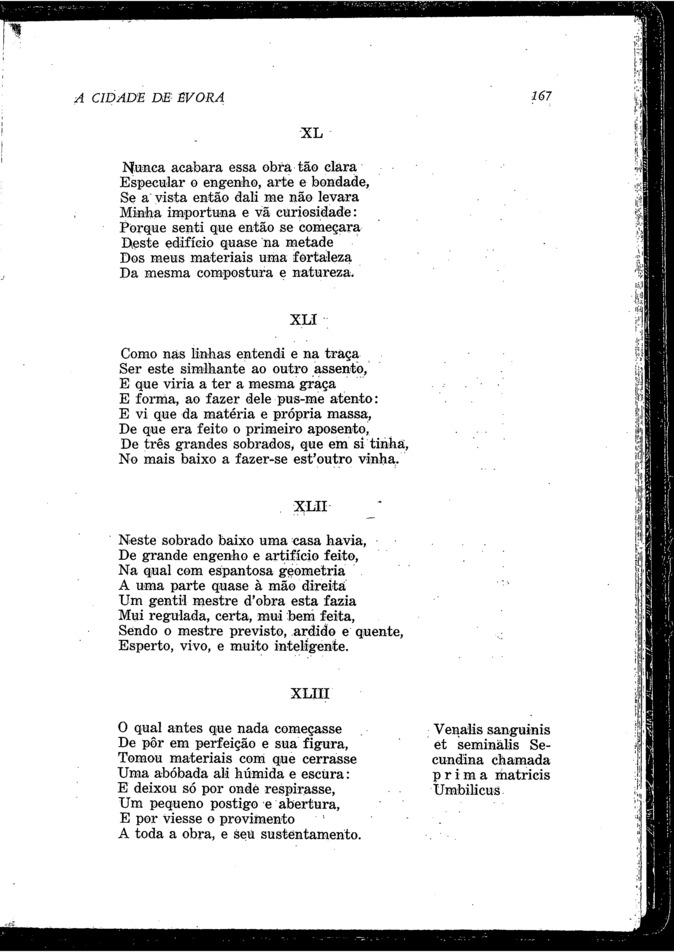 A CIDADE DE ÉVORA
167
XL
Nunca acabara essa obra tão clara
Especular o engenho, arte e bondade,
Se a vista então dali me não levara
Minha importuna e vã curiosidade:
Porque senti que então se começara
Deste edifício quase na metade
Dos meus materiais uma fortaleza
Da mesma compostura e natureza.
XLI
Como nas linhas entendi e na traça
Ser este simlhante ao outro assento,
E que viria a ter a mesma graça
E forma, ao fazer dele pus-me atento:
E vi que da matéria e própria massa,
De que era feito o primeiro aposento,
De três grandes sobrados, que em si tinha,
No mais baixo a fazer-se est'outro vinha.
XLII
Neste sobrado baixo uma casa havia,
De grande engenho e artifício feito,
Na qual com espantosa geometria
A uma parte quase à mão direita
Um gentil mestre d'obra esta fazia
Mui regulada, certa, mui bem feita,
Sendo o mestre previsto, ardido e quente,
Esperto, vivo, e muito inteligente.
XLIII
O qual antes que nada começasse
De pôr em perfeição e sua figura,
Tomou materiais com que cerrasse
Uma abóbada ali húmida e escura:
E deixou só por onde respirasse,
Um pequeno postigo e abertura,
E por viesse o provimento
A toda a obra, e seu sustentamento.
Venalis sanguinis
et seminalis Se-
cundina chamada
prima matricis
Umbilicus